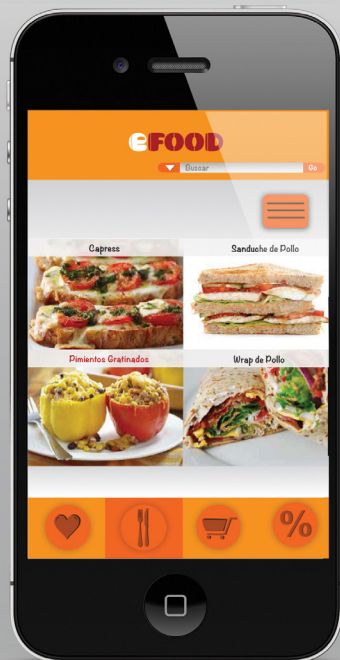 eFOOD
Buscar Go
Capress Sanduche de Pollo
Pimientos Gratinados Wrap de Pollo
%